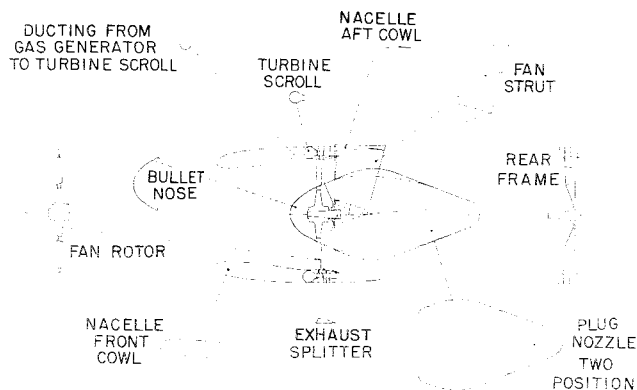 DUCTING FROM
GAS GENERATOR
TO TURBINE SCROLL
NACELLE
AFT COWL
TURBINE
SCROLL
FAN
STRUT
BULLET
NOSE
REAR
FRAME
FAN ROTOR
NACELLE
FRONT
COWL
EXHAUST
SPLITTER
PLUG
NOZZLE
TWO
POSITION